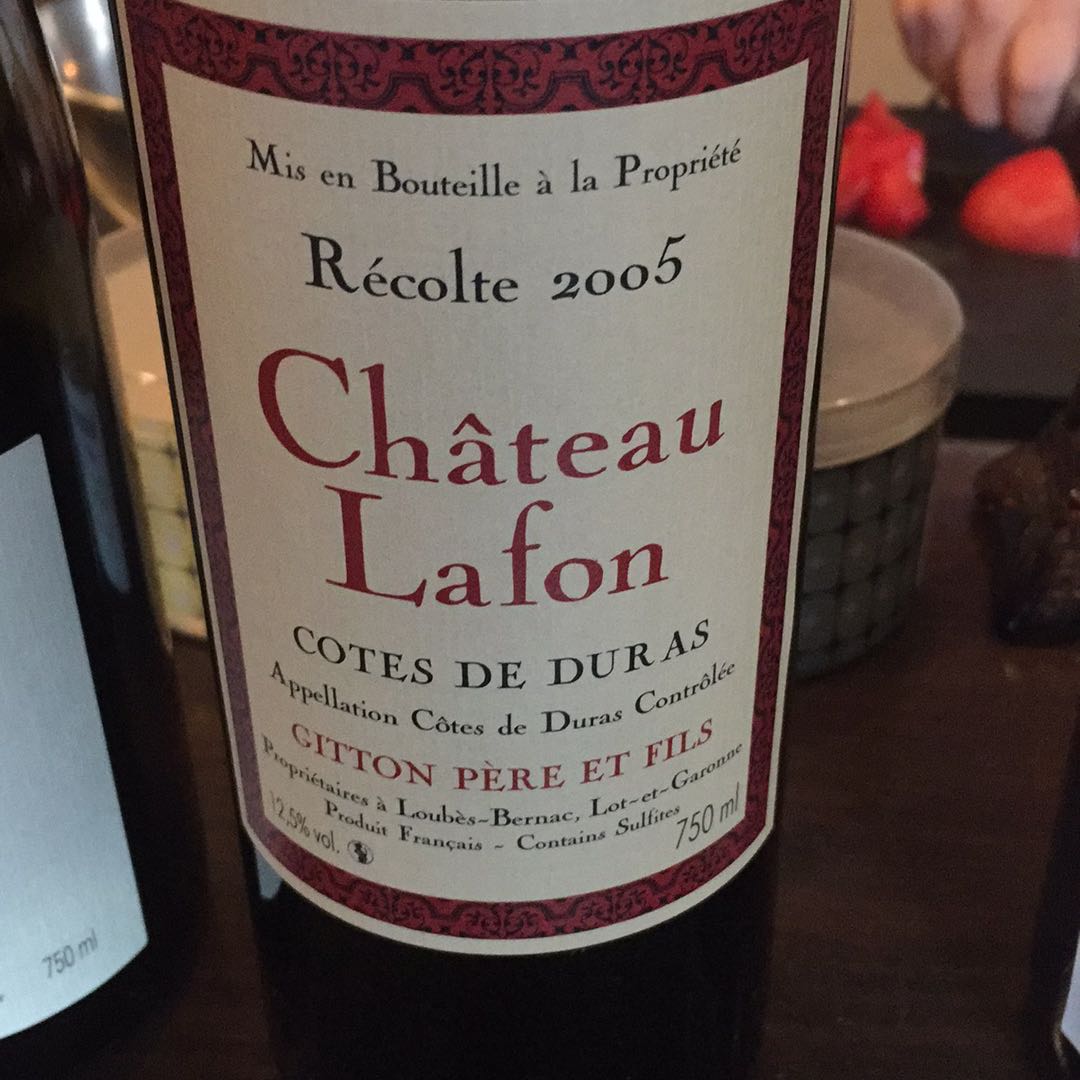 Mis en Bouteille à la Propriété
Récolte 2005
Château
Lafon
COTES DE DURAS
Appellation Côtes de Duras Contrôlée
GITTON PÈRE ET FILS
Propriétaires à Loubès-Bernac, Lot-et-Garonne
Produit Français - Contains Sulfites
12,5% vol.
750 ml
750 ml